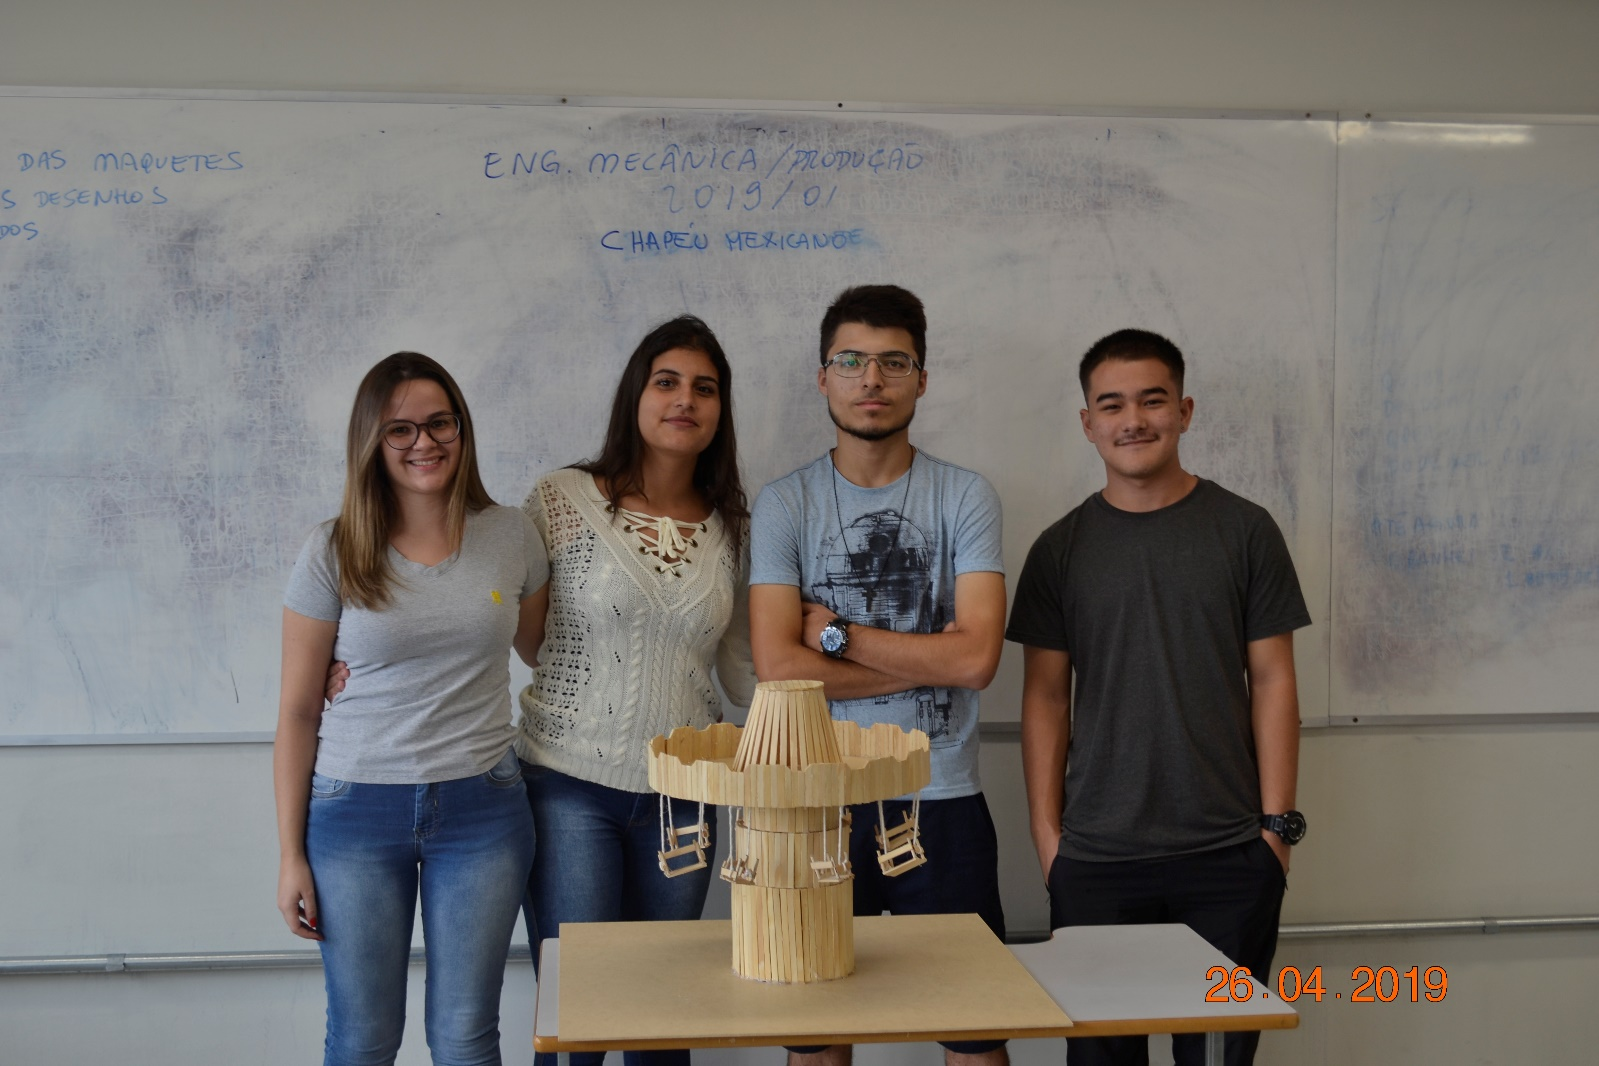 DAS MAQUETES
S DESENHOS
DOS
ENG. MECÂNICA/PRODUÇÃO
2019/01
CHAPÉU MEXICANO
26.04.2019